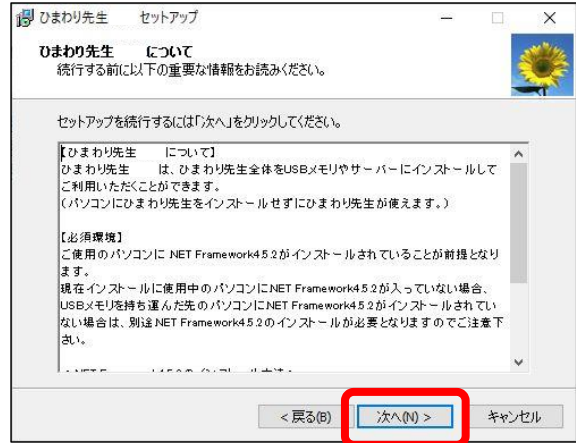 ひまわり先生 セットアップ
ひまわり先生 について
続行する前に以下の重要な情報をお読みください。
セットアップを続行するには「次へ」をクリックしてください。
【ひまわり先生 について】
ひまわり先生 は、ひまわり先生全体をUSBメモリやサーバーにインストールして
ご利用いただくことができます。
(パソコンにひまわり先生をインストールせずにひまわり先生が使えます。)
【必須環境】
ご使用のパソコンに NET Framework4.5.2がインストールされていることが前提となり
ます。
現在インストールに使用中のパソコンにNET Framework4.5.2が入っていない場合、
USBメモリを持ち運んだ先のパソコンにNET Framework4.5.2がインストールされてい
ない場合は、別途NET Framework4.5.2のインストールが必要となりますのでご注意下
さい。
< 戻る(B)
次へ(N) >
キャンセル